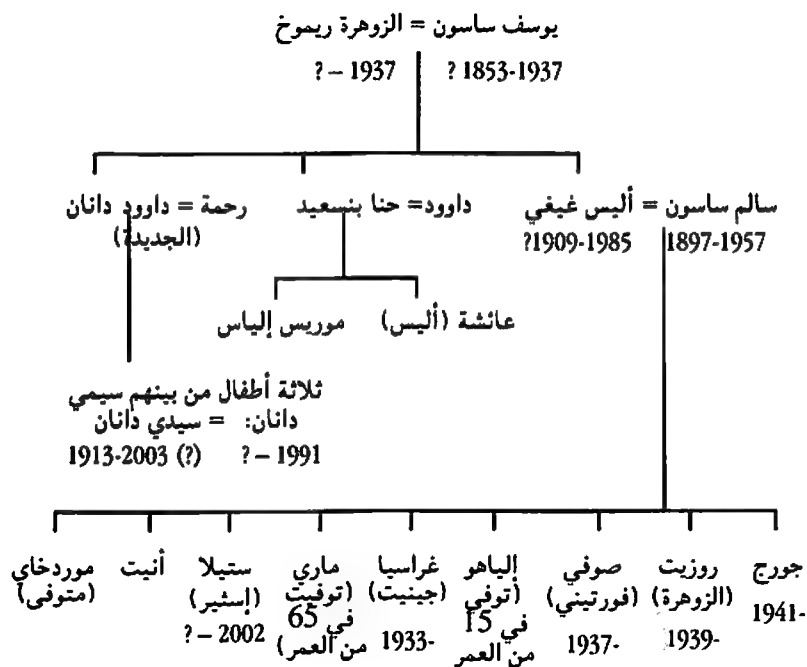 يوسف ساسون = الزوهرة ريموخ
? 1853-1937    ? – 1937
سالم ساسون = أليس غيغي    داوود= حنا بنسعيد    رحمة = داوود دانان
1897-1957    ?1909-1985    (الجديدة)
عائشة (أليس)    موريس إلياس
ثلاثة أطفال من بينهم سيمي
دانان: = سيدي دانان
? – 1991    (?) 1913-2003
جورج
1941-
روزيت
(الزوهرة)
1939-
صوفي
(فورتيني)
1937-
إلياهو
(توفي
في 15
من العمر)
غراسيا
(جينيت)
1933-
ماري
(توفيت
في 65
من العمر)
ستيلا
(إسثير)
? – 2002
أنيت
موردخاي
(متوفى)